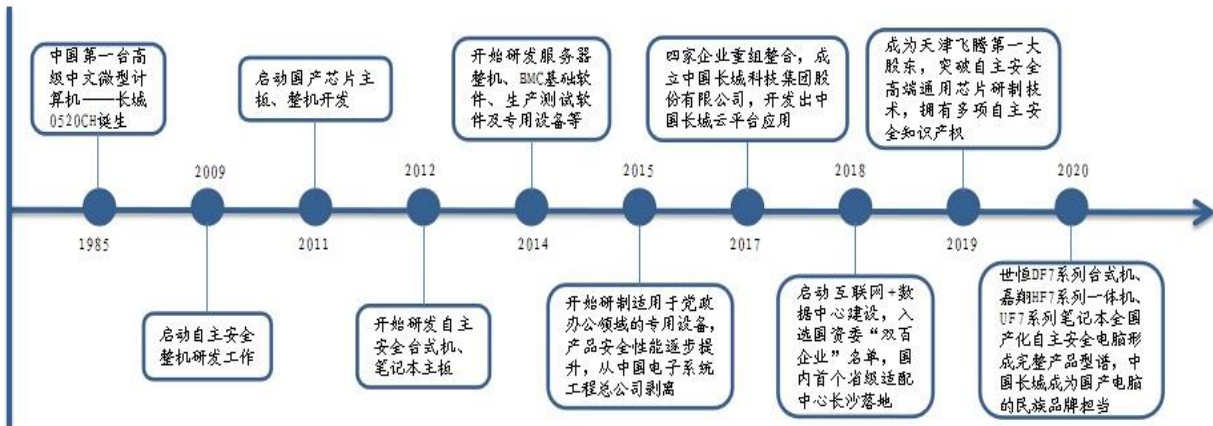 中国第一台高
级中文微型计
算机——长城
0520CH诞生
1985
2009
启动自主安全
整机研发工作
启动国产芯片主
板、整机开发
2011
2012
开始研发自主
安全台式机、
笔记本主板
开始研发服务器
整机、BMC基础软
件、生产测试软
件及专用设备等
2014
2015
开始研制适用于党政
办公领域的专用设备，
产品安全性能逐步提
升，从中国电子系统
工程总公司剥离
四家企业重组整合，成
立中国长城科技集团股
份有限公司，开发出中
国长城云平台应用
2017
2018
启动互联网+数
据中心建设，入
选国资委“双百
企业”名单，国
内首个省级适配
中心长沙落地
成为天津飞腾第一大
股东，突破自主安全
高端通用芯片研制技
术，拥有多项自主安
全知识产权
2019
2020
世恒DF7系列台式机、
嘉翔HF7系列一体机、
UF7系列笔记本全国
产化自主安全电脑形
成完整产品型谱，中
国长城成为国产电脑
的民族品牌担当